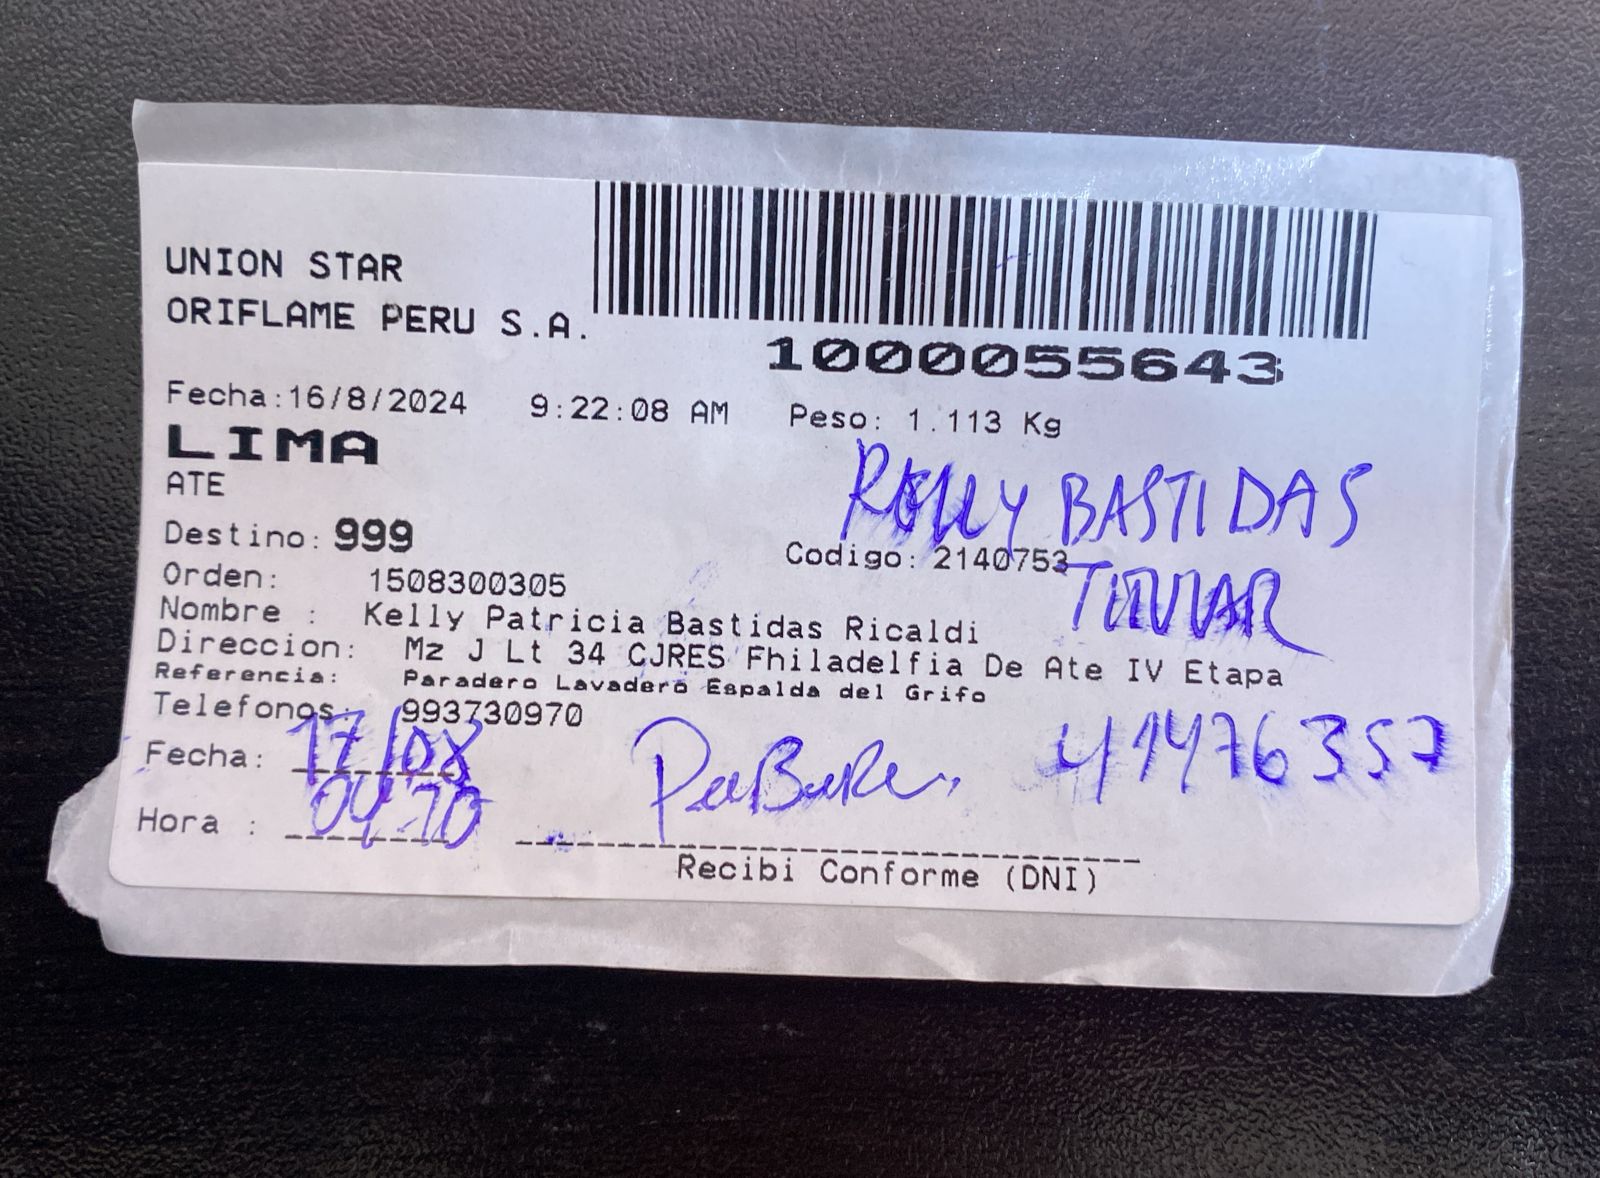 UNION STAR
ORIFLAME PERU S.A.
1000055643
Fecha:16/8/2024 9:22:08 AM Peso: 1.113 Kg
LIMA
ATE
KELLY BASTIDAS
Destino: 999
Codigo: 2140753
TITULAR
Orden: 1508300305
Nombre : Kelly Patricia Bastidas Ricaldi
Direccion: Mz J Lt 34 CJRES Fhiladelfia De Ate IV Etapa
Referencia: Paradero Lavadero Espalda del Grifo
Telefonos: 993730970
Fecha: 17/08
41476357
Hora :
Recibi Conforme (DNI)